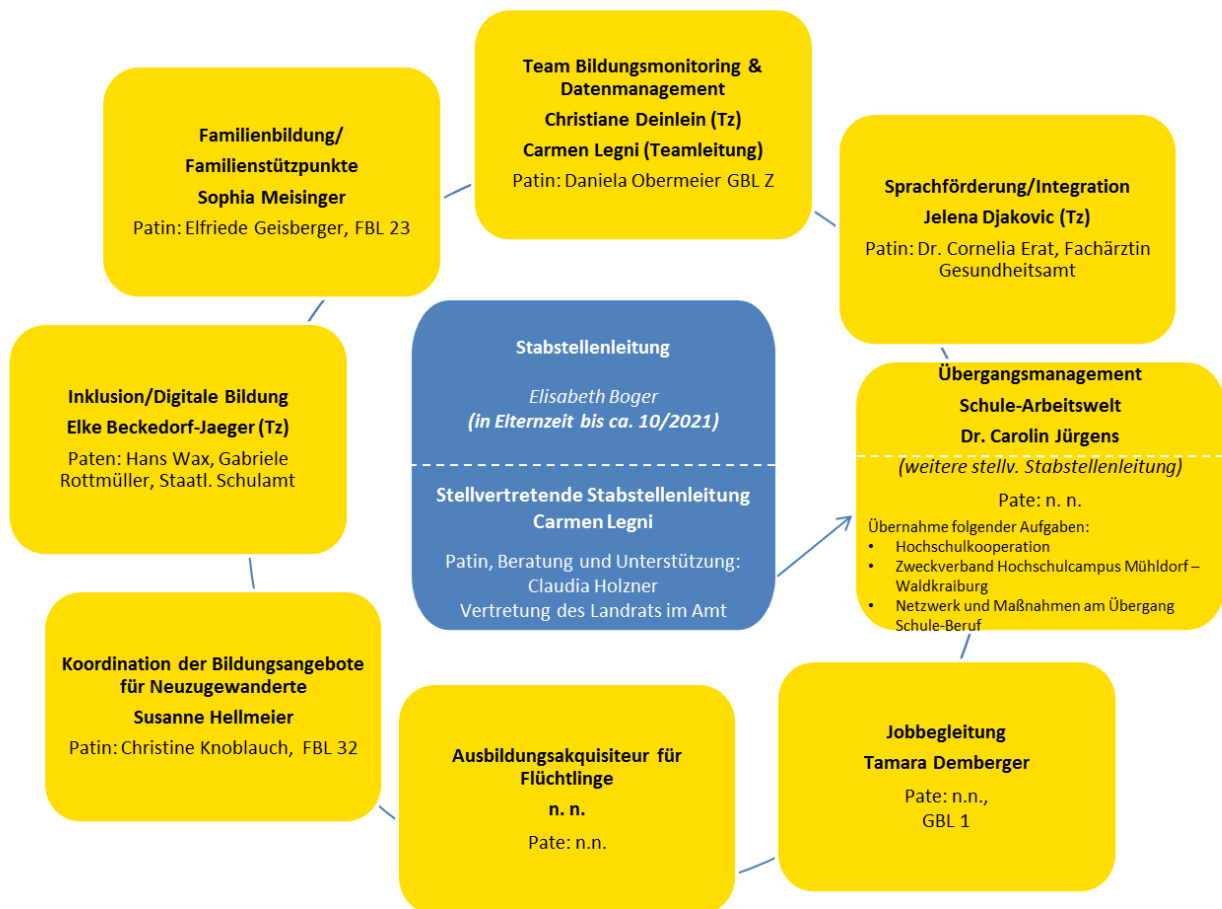 Team Bildungsmonitoring &
Datenmanagement
Christiane Deinlein (Tz)
Carmen Legni (Teamleitung)
Patin: Daniela Obermeier GBL Z
Familienbildung/
Familienstützpunkte
Sophia Meisinger
Patin: Elfriede Geisberger, FBL 23
Sprachförderung/Integration
Jelena Djakovic (Tz)
Patin: Dr. Cornelia Erat, Fachärztin
Gesundheitsamt
Stabstellenleitung
Elisabeth Boger
(in Elternzeit bis ca. 10/2021)
Stellvertretende Stabstellenleitung
Carmen Legni
Patin, Beratung und Unterstützung:
Claudia Holzner
Vertretung des Landrats im Amt
Inklusion/Digitale Bildung
Elke Beckedorf-Jaeger (Tz)
Paten: Hans Wax, Gabriele
Rottmüller, Staatl. Schulamt
Übergangsmanagement
Schule-Arbeitswelt
Dr. Carolin Jürgens
(weitere stellv. Stabstellenleitung)
Pate: n. n.
Übernahme folgender Aufgaben:
• Hochschulkooperation
• Zweckverband Hochschulcampus Mühldorf –
Waldkraiburg
• Netzwerk und Maßnahmen am Übergang
Schule-Beruf
Koordination der Bildungsangebote
für Neuzugewanderte
Susanne Hellmeier
Patin: Christine Knoblauch, FBL 32
Ausbildungsakquisiteur für
Flüchtlinge
n. n.
Pate: n.n.
Jobbegleitung
Tamara Demberger
Pate: n.n.,
GBL 1